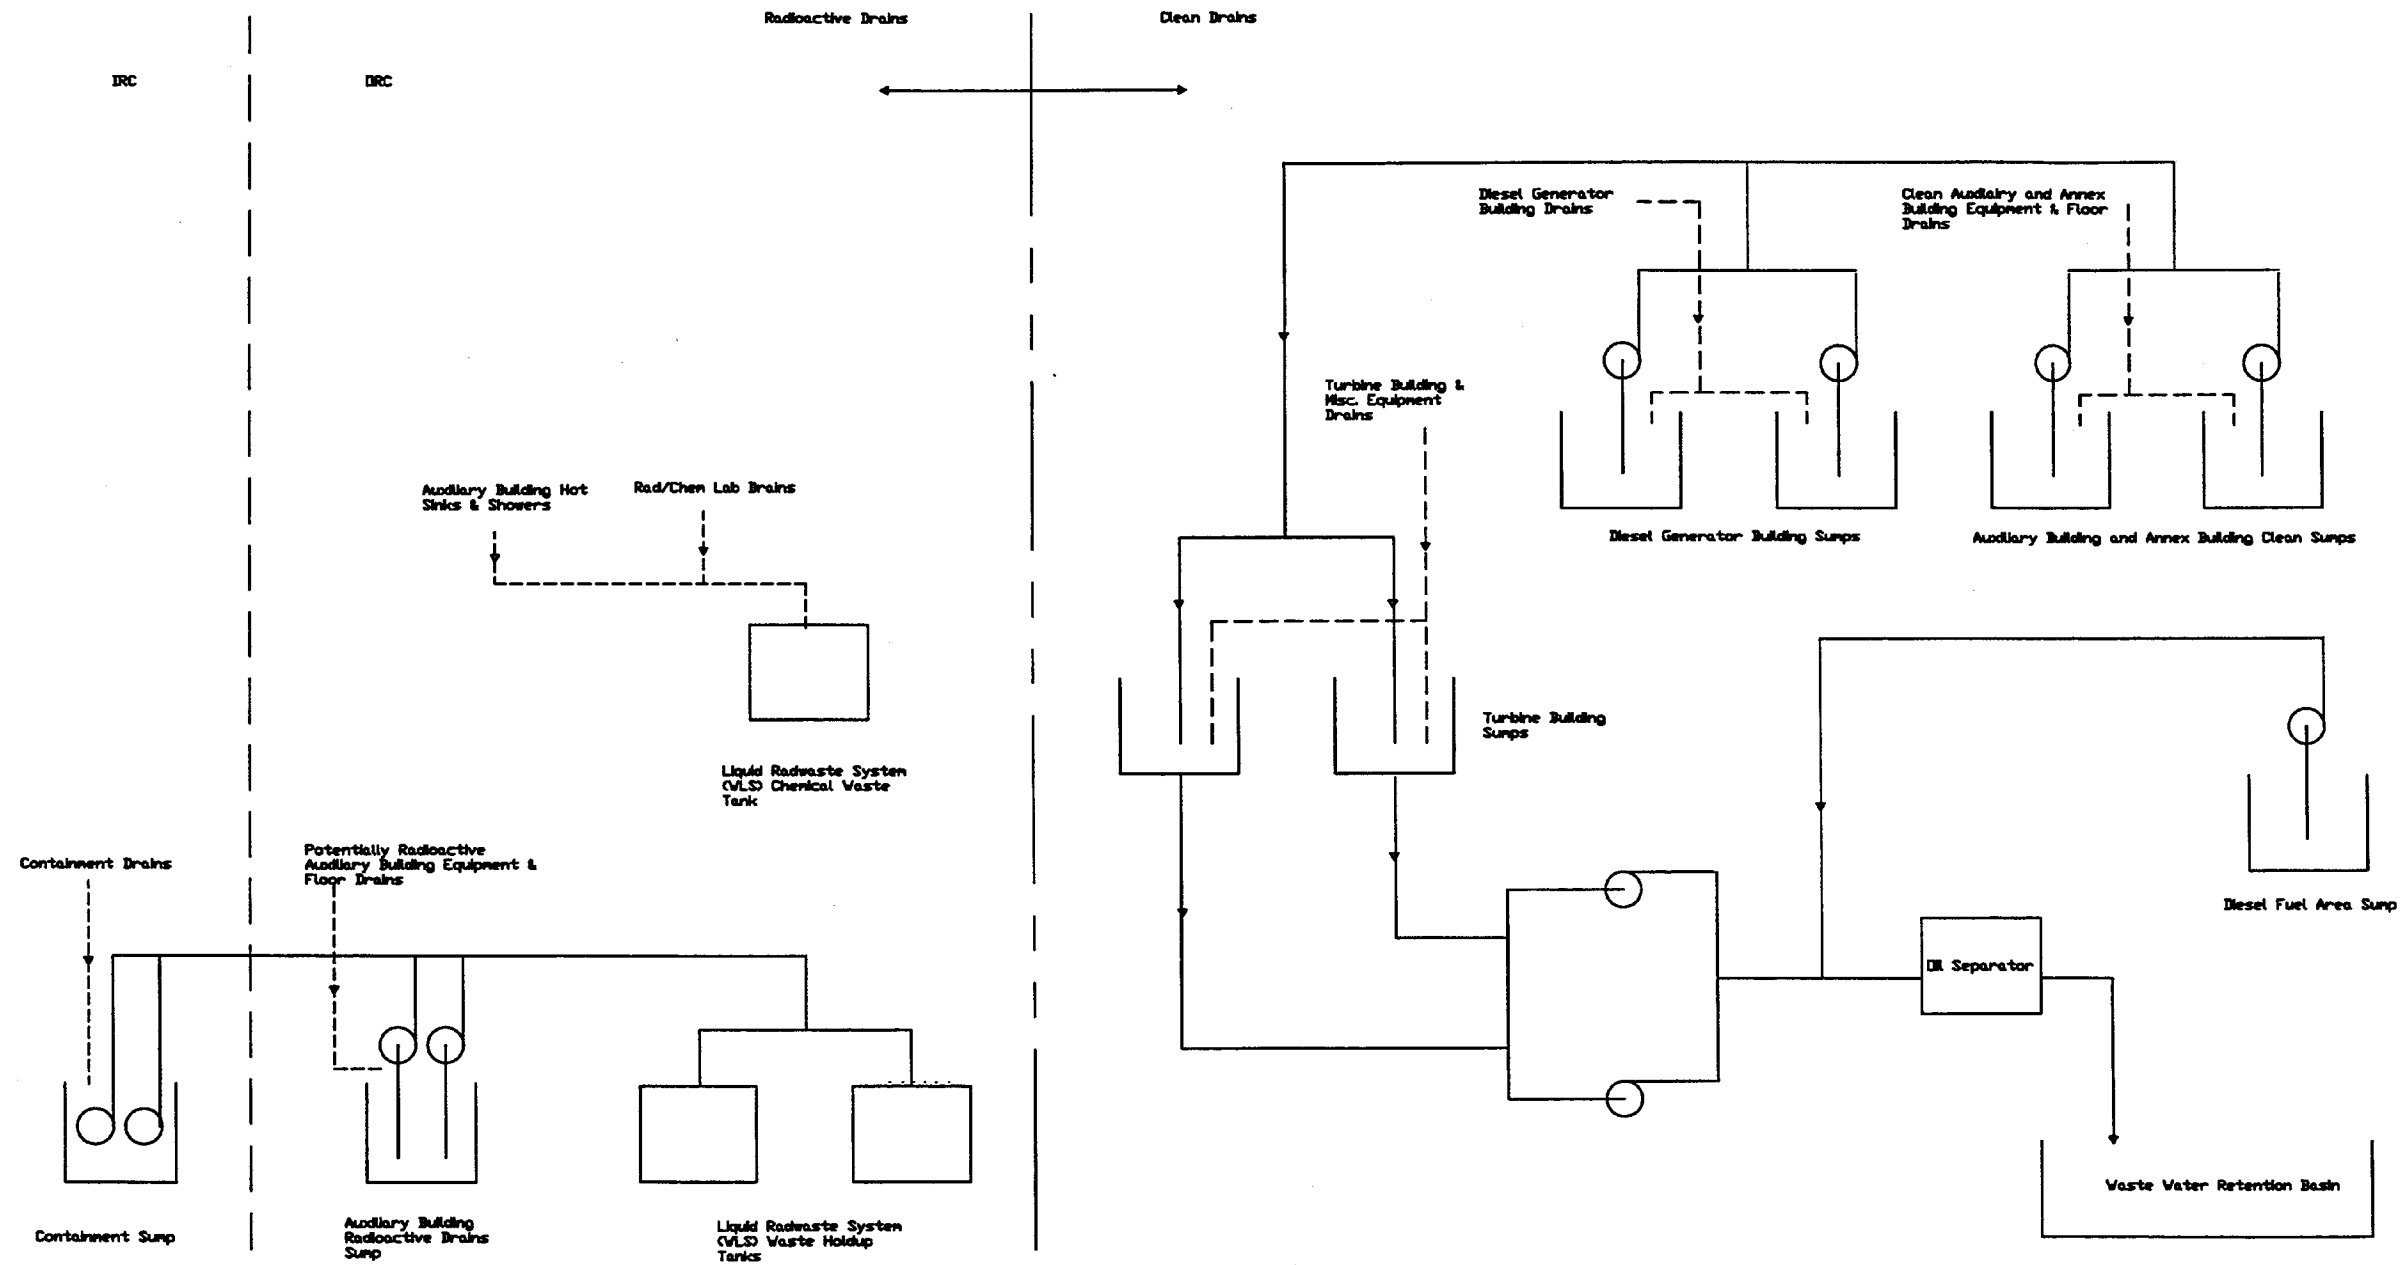 Radioactive Drains
Clean Drains
IRC
ORC
Diesel Generator
Building Drains
Clean Auxilairy and Annex
Building Equipment & Floor
Drains
Turbine Building &
Misc. Equipment
Drains
Auxiliary Building Hot
Sinks & Showers
Rad/Chem Lab Drains
Diesel Generator Building Sumps
Auxiliary Building and Annex Building Clean Sumps
Turbine Building
Sumps
Liquid Radwaste System
(WLS) Chemical Waste
Tank
Containment Drains
Potentially Radioactive
Auxiliary Building Equipment &
Floor Drains
Diesel Fuel Area Sump
Oil Separator
Waste Water Retention Basin
Containment Sump
Auxiliary Building
Radioactive Drains
Sump
Liquid Radwaste System
(WLS) Waste Holdup
Tanks